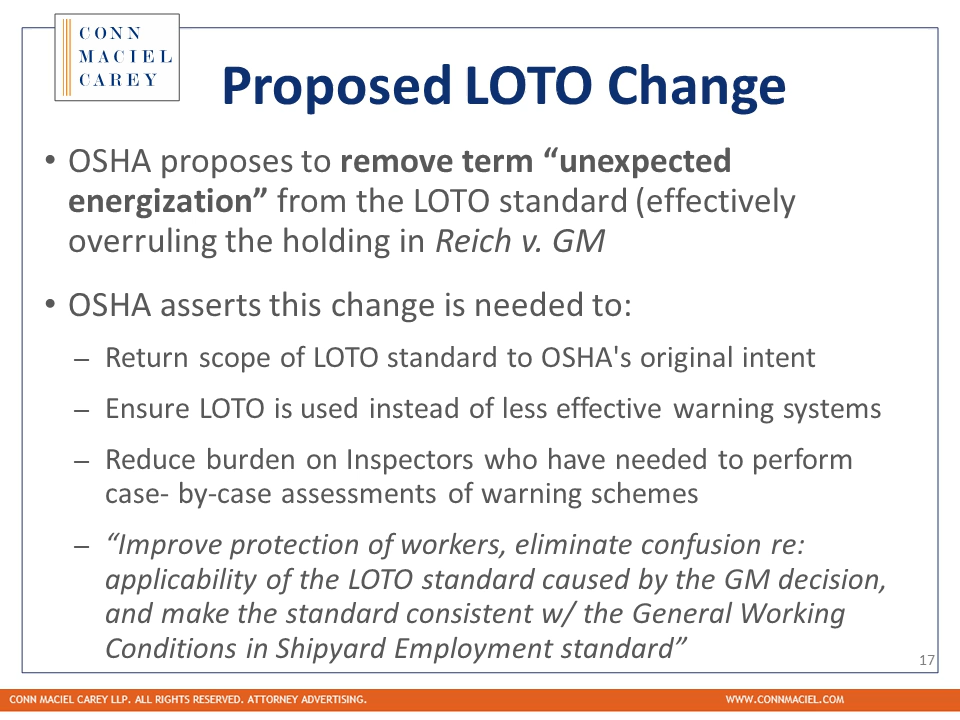 CONN
MACIEL
CAREY
Proposed LOTO Change
• OSHA proposes to remove term “unexpected
energization” from the LOTO standard (effectively
overruling the holding in Reich v. GM
• OSHA asserts this change is needed to:
– Return scope of LOTO standard to OSHA's original intent
– Ensure LOTO is used instead of less effective warning systems
– Reduce burden on Inspectors who have needed to perform
case- by-case assessments of warning schemes
– “Improve protection of workers, eliminate confusion re:
applicability of the LOTO standard caused by the GM decision,
and make the standard consistent w/ the General Working
Conditions in Shipyard Employment standard”
17
CONN MACIEL CAREY LLP. ALL RIGHTS RESERVED. ATTORNEY ADVERTISING.
WWW.CONNMACIEL.COM